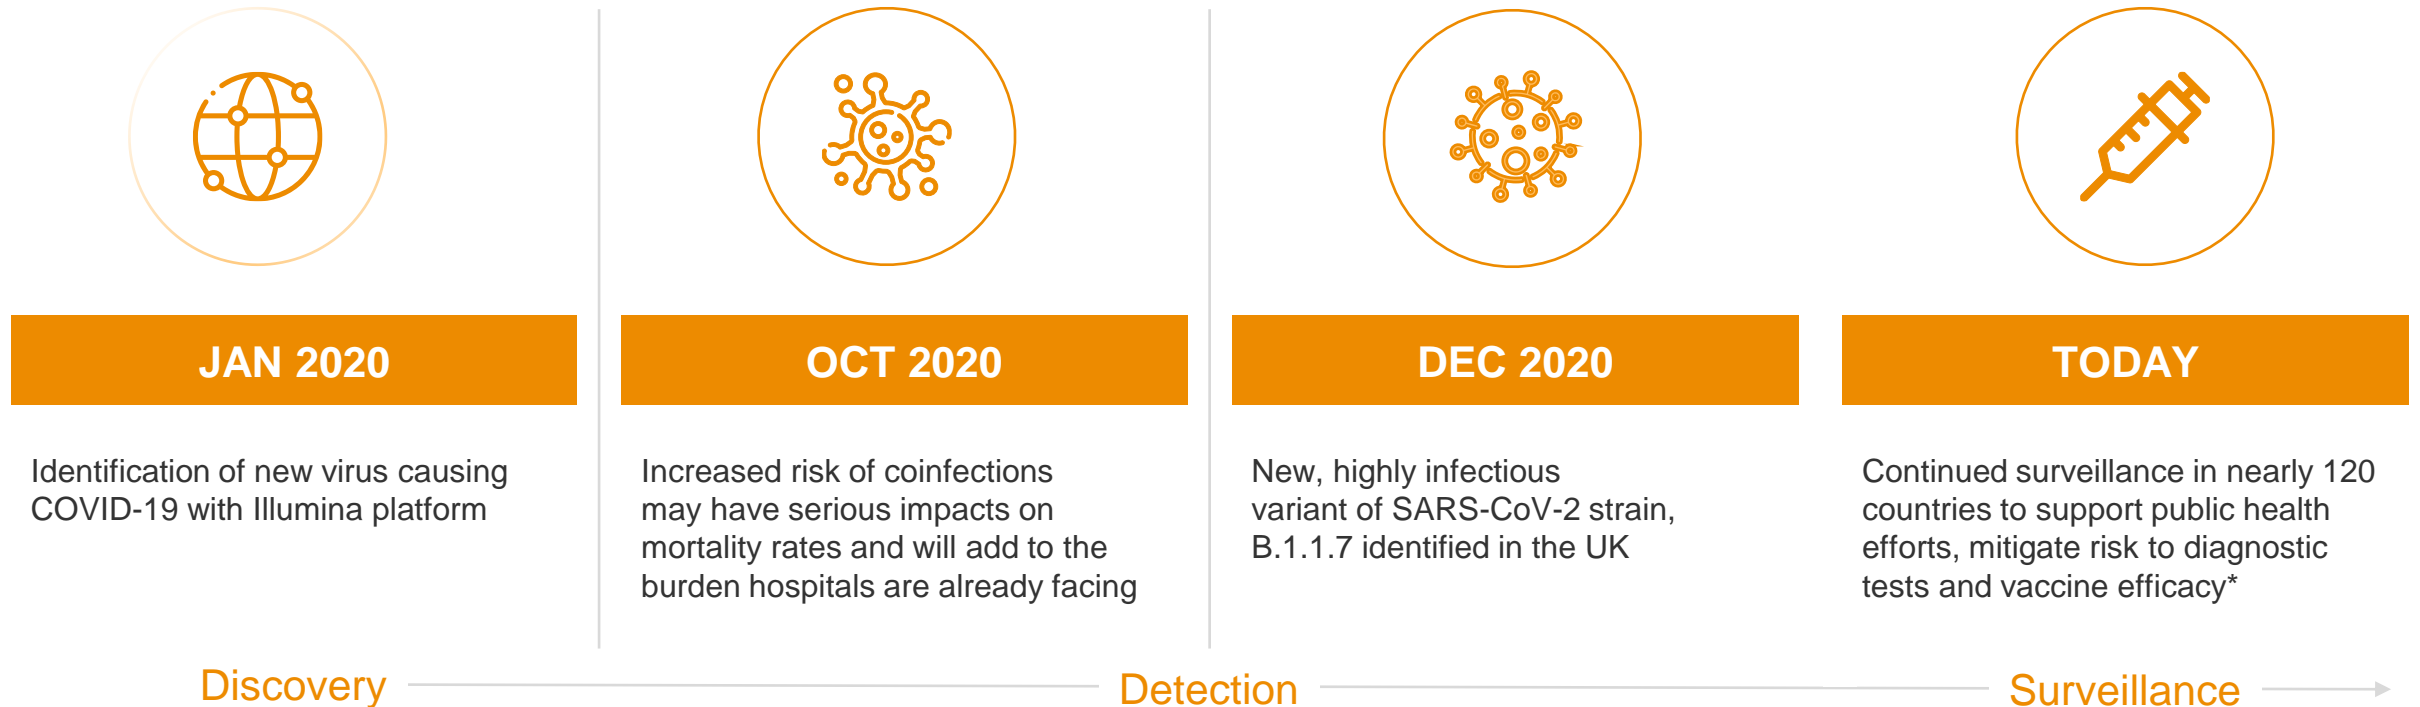 JAN 2020
Identification of new virus causing
COVID-19 with Illumina platform
OCT 2020
Increased risk of coinfections
may have serious impacts on
mortality rates and will add to the
burden hospitals are already facing
DEC 2020
New, highly infectious
variant of SARS-CoV-2 strain,
B.1.1.7 identified in the UK
TODAY
Continued surveillance in nearly 120
countries to support public health
efforts, mitigate risk to diagnostic
tests and vaccine efficacy*
Discovery
Detection
Surveillance